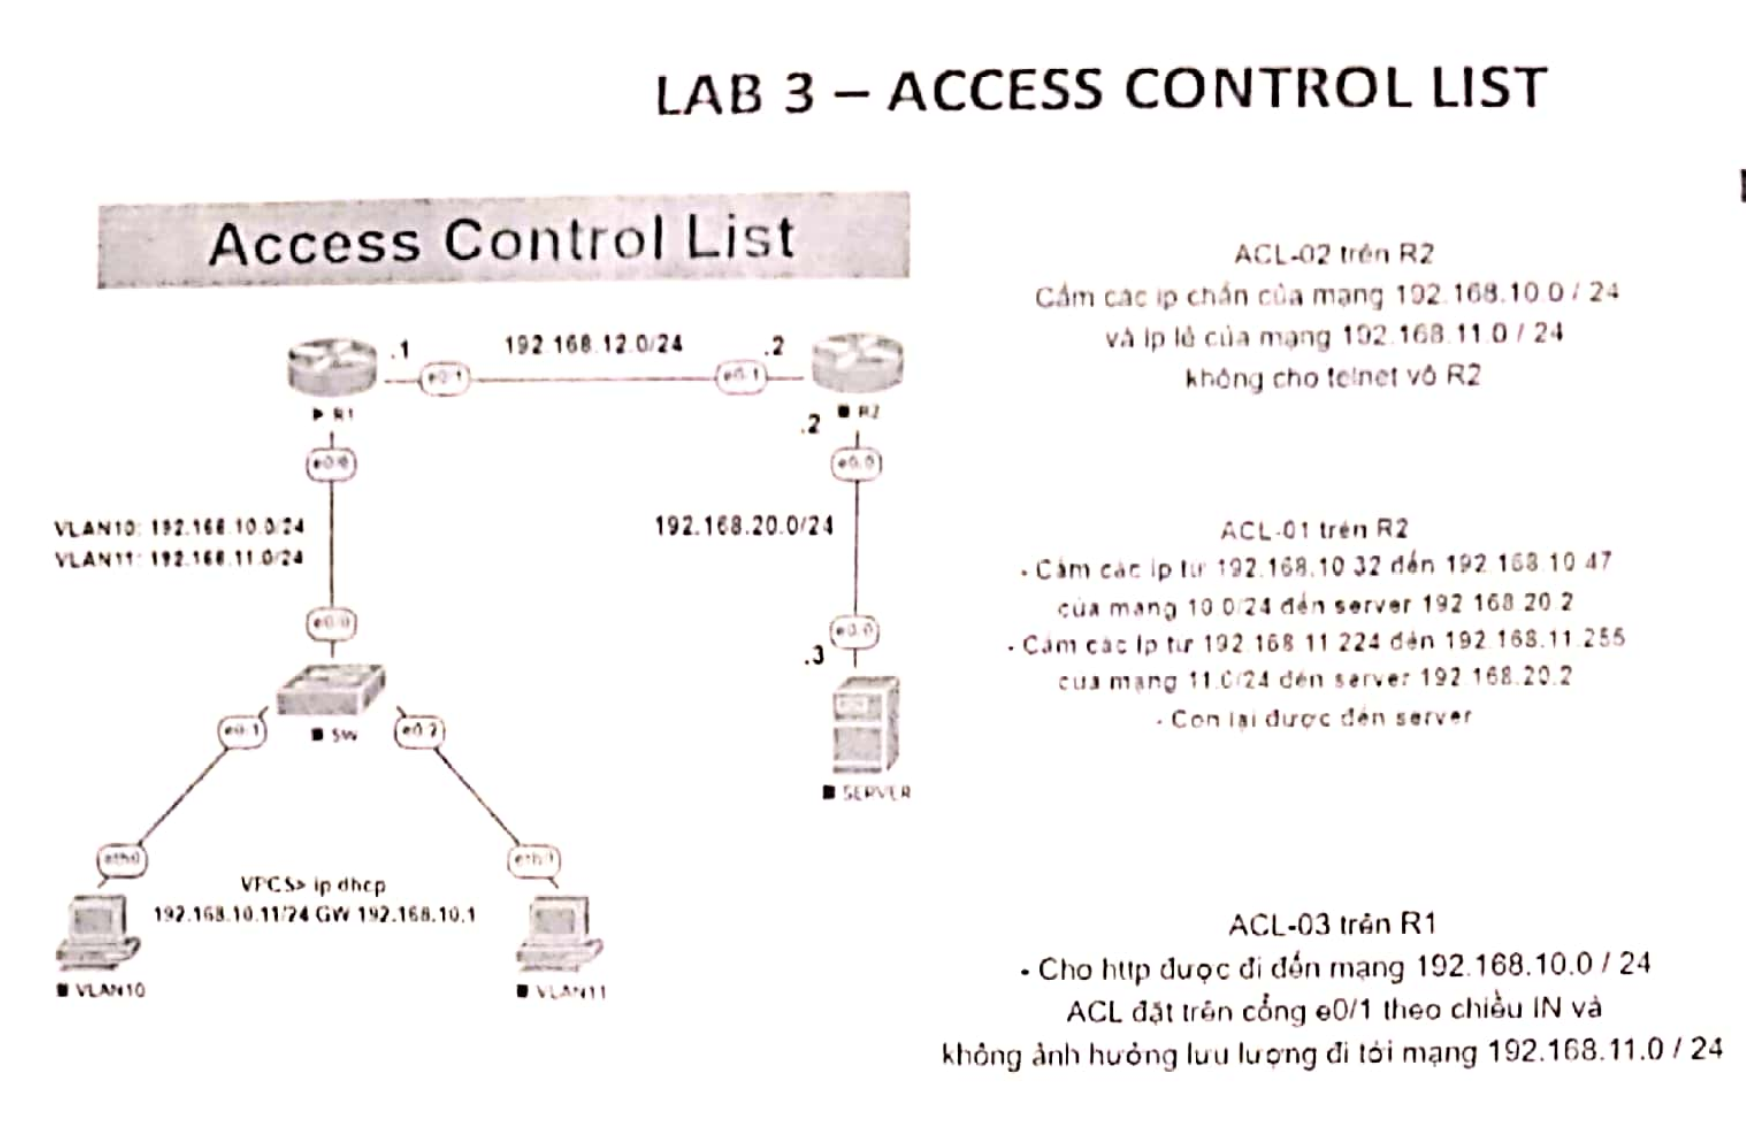 LAB 3 – ACCESS CONTROL LIST
Access Control List
192.168.12.0/24
.1
.2
e0/1
e0/1
R1
R2
.2
e0/0
e0/0
VLAN10: 192.168.10.0/24
VLAN11: 192.168.11.0/24
192.168.20.0/24
e0/0
e0/0
.3
e0/1
SW
e0/2
SERVER
eth0
VPCS> ip dhcp
192.168.10.11/24 GW 192.168.10.1
VLAN10
VLAN11
ACL-02 trên R2
Cấm các ip chẵn của mạng 192.168.10.0 / 24
và ip lẻ của mạng 192.168.11.0 / 24
không cho telnet vô R2
ACL-01 trên R2
- Cấm các ip từ 192.168.10.32 đến 192.168.10.47
của mạng 10.0/24 đến server 192.168.20.2
- Cấm các ip từ 192.168.11.224 đến 192.168.11.255
của mạng 11.0/24 đến server 192.168.20.2
- Còn lại được đến server
ACL-03 trên R1
- Cho http được đi đến mạng 192.168.10.0 / 24
ACL đặt trên cổng e0/1 theo chiều IN và
không ảnh hưởng lưu lượng đi tới mạng 192.168.11.0 / 24